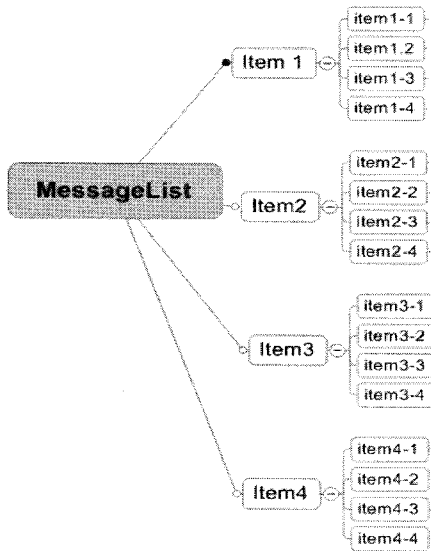 MessageList
Item 1
item1-1
item1.2
item1-3
item1-4
Item2
item2-1
item2-2
item2-3
item2-4
Item3
item3-1
item3-2
item3-3
item3-4
Item4
item4-1
item4-2
item4-3
item4-4